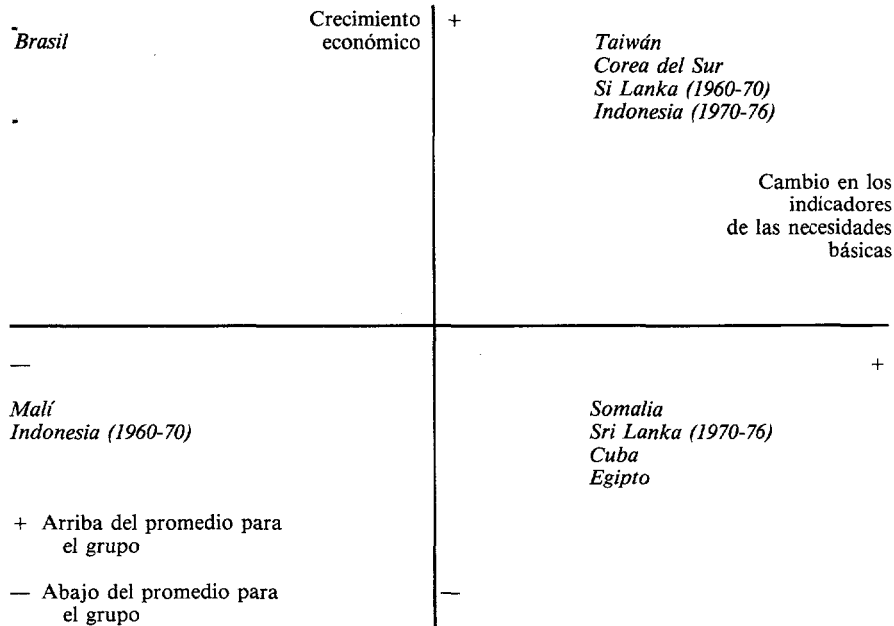 Crecimiento
económico
+
Brasil
Taiwán
Corea del Sur
Si Lanka (1960-70)
Indonesia (1970-76)
Cambio en los
indicadores
de las necesidades
básicas
—
+
Malí
Indonesia (1960-70)
Somalia
Sri Lanka (1970-76)
Cuba
Egipto
+ Arriba del promedio para
el grupo
— Abajo del promedio para
el grupo
—